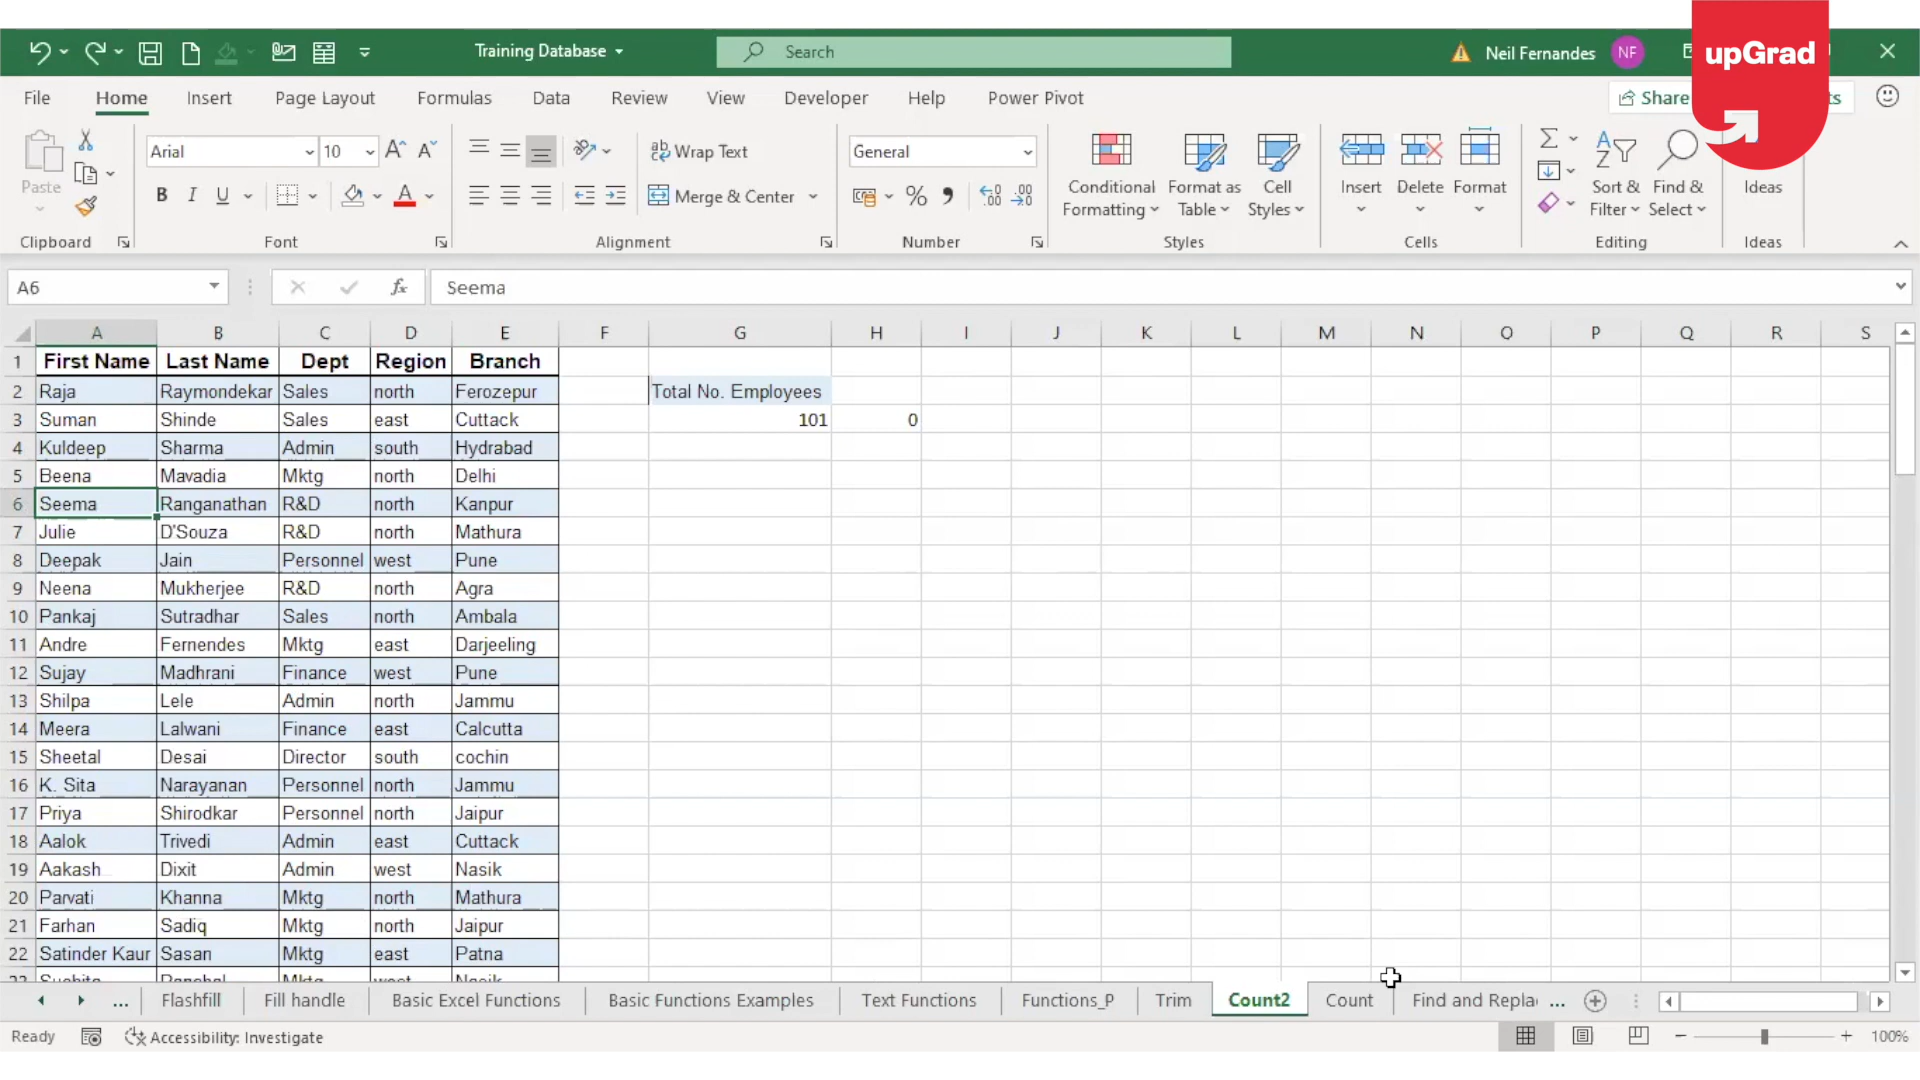 Training Database
Search
Neil Fernandes NF
upGrad
File Home Insert Page Layout Formulas Data Review View Developer Help Power Pivot
Share
Paste
Clipboard
Arial 10
B I U
Font
Wrap Text
Merge & Center
Alignment
General
Number
Conditional Formatting
Format as Table
Cell Styles
Styles
Insert Delete Format
Cells
Sort & Filter
Find & Select
Editing
Ideas
Ideas
A6 fx Seema
A B C D E F G H I J K L M N O P Q R S
1 First Name Last Name Dept Region Branch
2 Raja Raymondekar Sales north Ferozepur Total No. Employees
3 Suman Shinde Sales east Cuttack 101 0
4 Kuldeep Sharma Admin south Hydrabad
5 Beena Mavadia Mktg north Delhi
6 Seema Ranganathan R&D north Kanpur
7 Julie D'Souza R&D north Mathura
8 Deepak Jain Personnel west Pune
9 Neena Mukherjee R&D north Agra
10 Pankaj Sutradhar Sales north Ambala
11 Andre Fernendes Mktg east Darjeeling
12 Sujay Madhrani Finance west Pune
13 Shilpa Lele Admin north Jammu
14 Meera Lalwani Finance east Calcutta
15 Sheetal Desai Director south cochin
16 K. Sita Narayanan Personnel north Jammu
17 Priya Shirodkar Personnel north Jaipur
18 Aalok Trivedi Admin east Cuttack
19 Aakash Dixit Admin west Nasik
20 Parvati Khanna Mktg north Mathura
21 Farhan Sadiq Mktg north Jaipur
22 Satinder Kaur Sasan Mktg east Patna
... Flashfill Fill handle Basic Excel Functions Basic Functions Examples Text Functions Functions_P Trim Count2 Count Find and Repla ...
Ready Accessibility: Investigate 100%